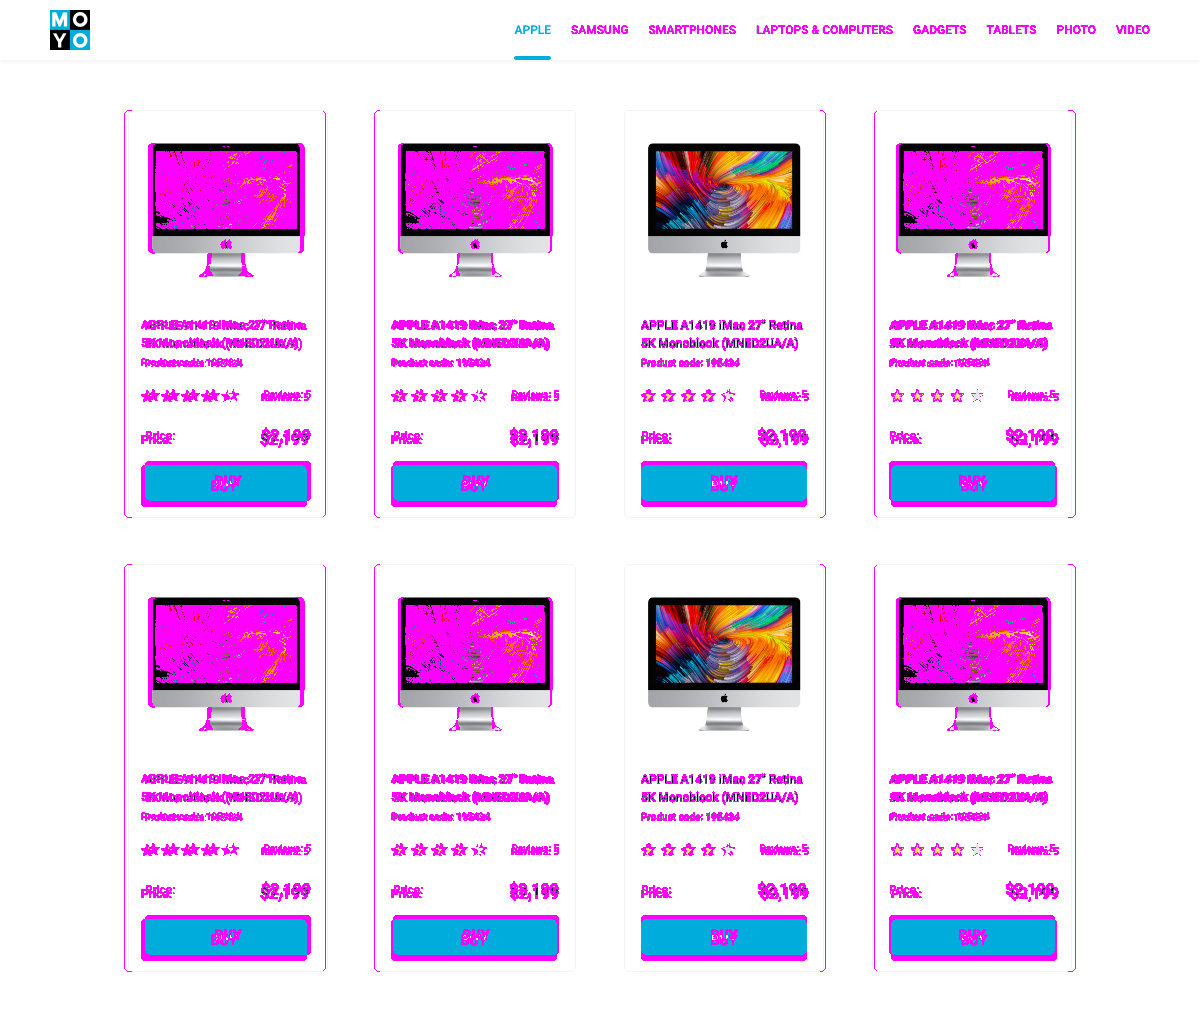 MOYO
APPLE SAMSUNG SMARTPHONES LAPTOPS & COMPUTERS GADGETS TABLETS PHOTO VIDEO
APPLE A1419 iMac 27" Retina
5K Monoblock (MNED2UA/A)
Product code: 195434
Reviews: 5
Price: $2,199
BUY
APPLE A1419 iMac 27" Retina
5K Monoblock (MNED2UA/A)
Product code: 195434
Reviews: 5
Price: $2,199
BUY
APPLE A1419 iMac 27" Retina
5K Monoblock (MNED2UA/A)
Product code: 195434
Reviews: 5
Price: $2,199
BUY
APPLE A1419 iMac 27" Retina
5K Monoblock (MNED2UA/A)
Product code: 195434
Reviews: 5
Price: $2,199
BUY
APPLE A1419 iMac 27" Retina
5K Monoblock (MNED2UA/A)
Product code: 195434
Reviews: 5
Price: $2,199
BUY
APPLE A1419 iMac 27" Retina
5K Monoblock (MNED2UA/A)
Product code: 195434
Reviews: 5
Price: $2,199
BUY
APPLE A1419 iMac 27" Retina
5K Monoblock (MNED2UA/A)
Product code: 195434
Reviews: 5
Price: $2,199
BUY
APPLE A1419 iMac 27" Retina
5K Monoblock (MNED2UA/A)
Product code: 195434
Reviews: 5
Price: $2,199
BUY